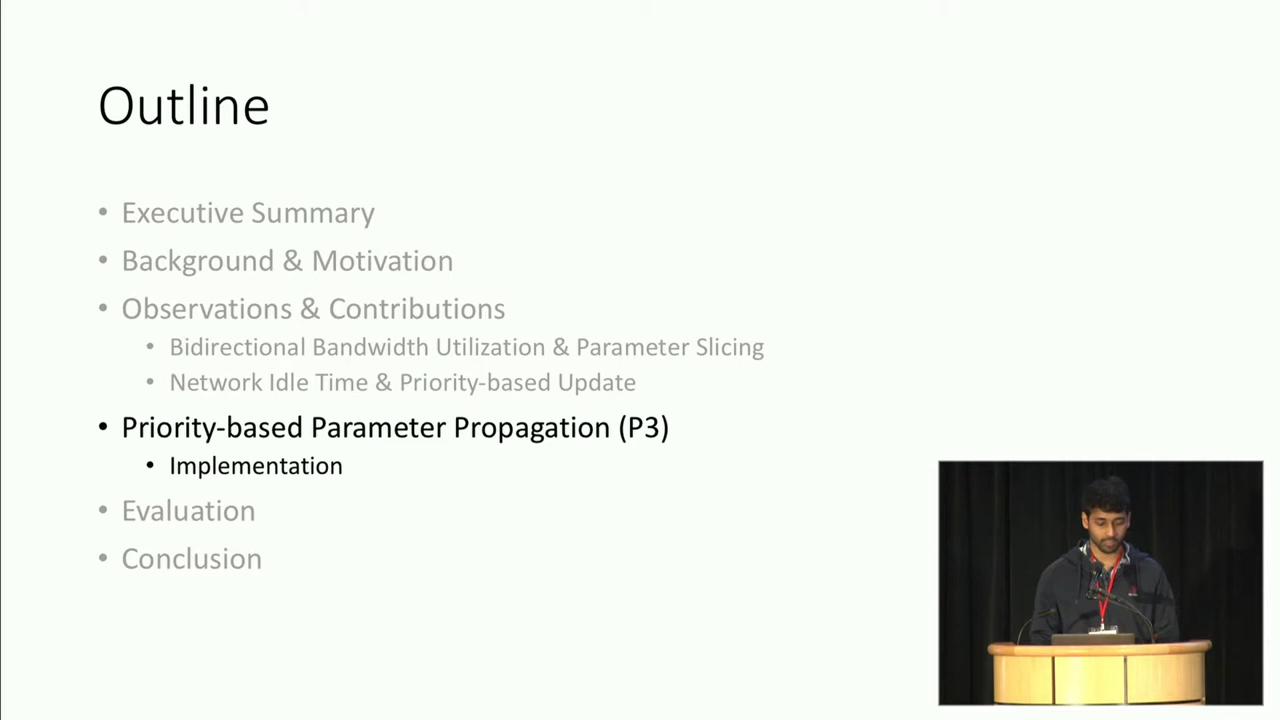 Outline
• Executive Summary
• Background & Motivation
• Observations & Contributions
• Bidirectional Bandwidth Utilization & Parameter Slicing
• Network Idle Time & Priority-based Update
• Priority-based Parameter Propagation (P3)
• Implementation
• Evaluation
• Conclusion